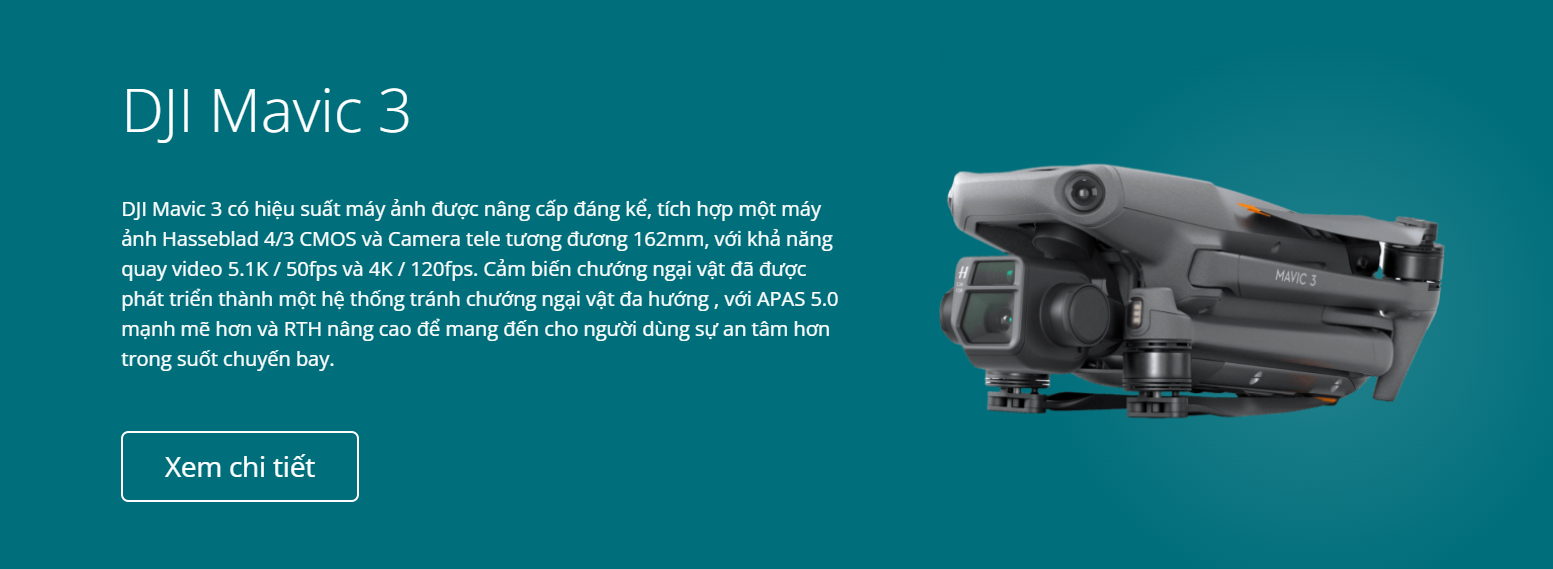 DJI Mavic 3
DJI Mavic 3 có hiệu suất máy ảnh được nâng cấp đáng kể, tích hợp một máy
ảnh Hasseblad 4/3 CMOS và Camera tele tương đương 162mm, với khả năng
quay video 5.1K / 50fps và 4K / 120fps. Cảm biến chướng ngại vật đã được
phát triển thành một hệ thống tránh chướng ngại vật đa hướng , với APAS 5.0
mạnh mẽ hơn và RTH nâng cao để mang đến cho người dùng sự an tâm hơn
trong suốt chuyến bay.
Xem chi tiết
H
MAVIC 3